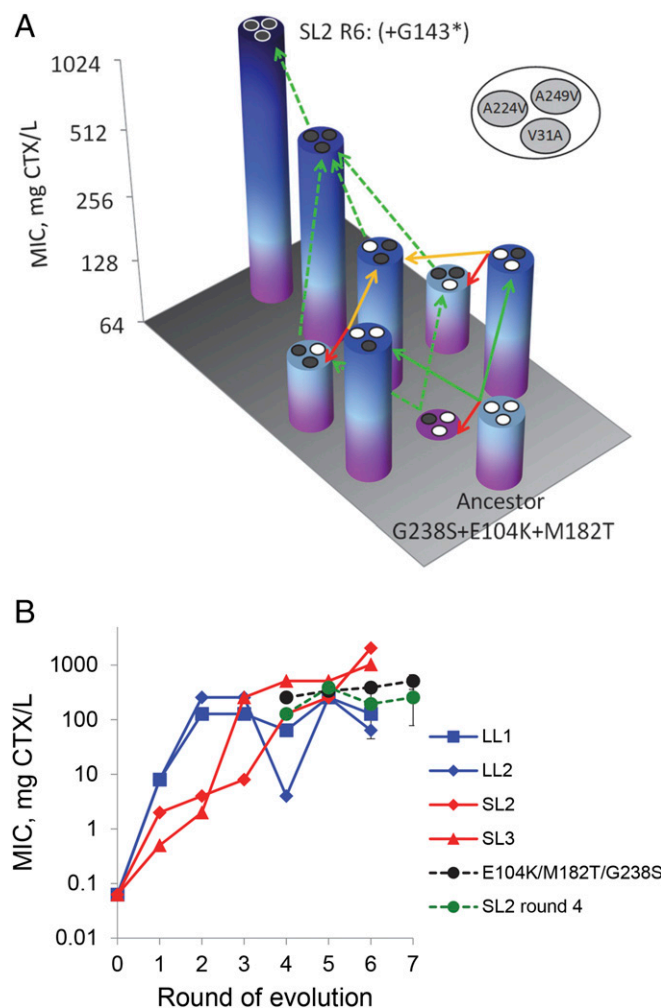 A
SL2 R6: (+G143*)
A224V
A249V
V31A
MIC, mg CTX/L
1024
512
256
128
64
Ancestor
G238S+E104K+M182T
B
MIC, mg CTX/L
1000
100
10
1
0.1
0.01
0 1 2 3 4 5 6 7
Round of evolution
LL1
LL2
SL2
SL3
E104K/M182T/G238S
SL2 round 4